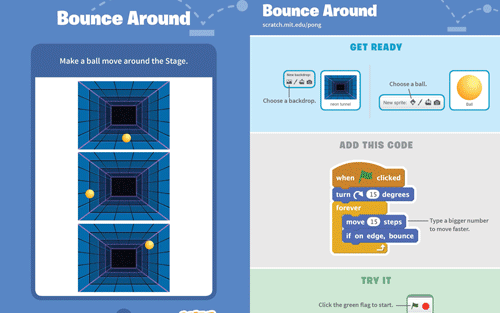 Bounce Around
Make a ball move around the Stage.
Bounce Around
scratch.mit.edu/pong
GET READY
New backdrop:
Choose a backdrop.
neon tunnel
Choose a ball.
New sprite:
Ball
ADD THIS CODE
when clicked
turn 15 degrees
forever
move 15 steps
if on edge, bounce
Type a bigger number
to move faster.
TRY IT
Click the green flag to start.